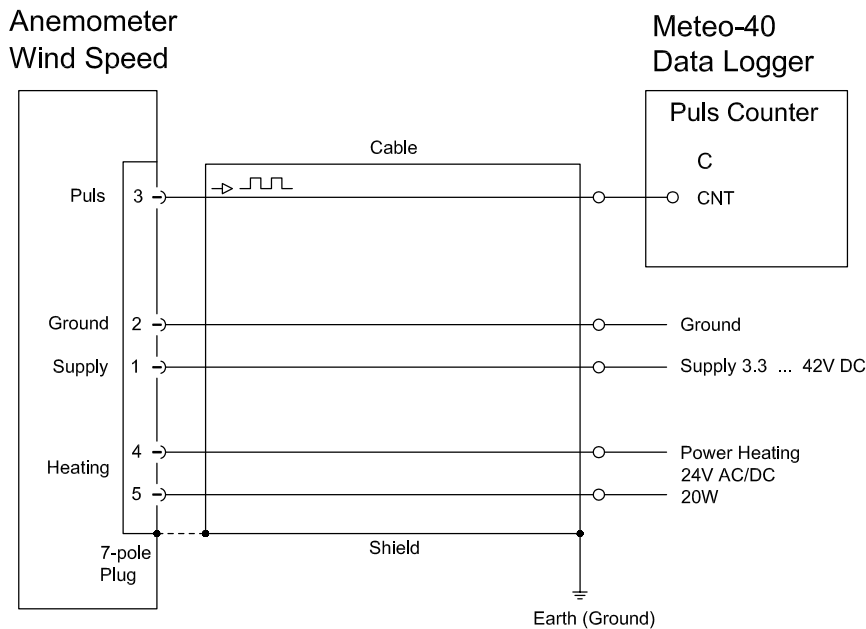 Anemometer
Wind Speed
Meteo-40
Data Logger
Puls Counter
Cable
C
Puls
3
CNT
Ground
2
Ground
Supply
1
Supply 3.3 ... 42V DC
Heating
4
5
Power Heating
24V AC/DC
20W
7-pole
Plug
Shield
Earth (Ground)